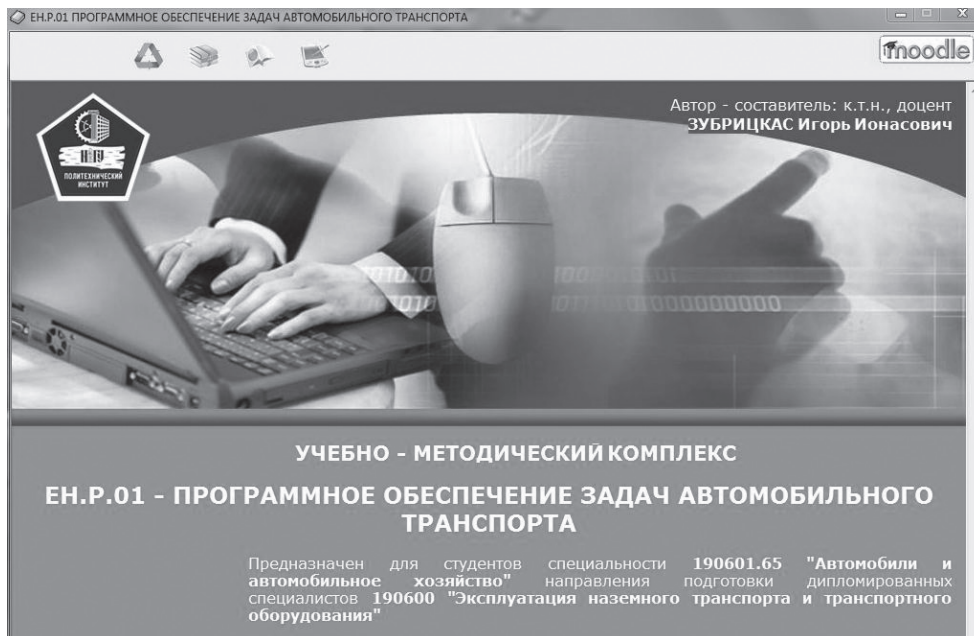 ЕН.Р.01 ПРОГРАММНОЕ ОБЕСПЕЧЕНИЕ ЗАДАЧ АВТОМОБИЛЬНОГО ТРАНСПОРТА
moodle
Автор - составитель: к.т.н., доцент
ЗУБРИЦКАС Игорь Ионасович
ПОЛИТЕХНИЧЕСКИЙ
ИНСТИТУТ
УЧЕБНО - МЕТОДИЧЕСКИЙ КОМПЛЕКС
ЕН.Р.01 - ПРОГРАММНОЕ ОБЕСПЕЧЕНИЕ ЗАДАЧ АВТОМОБИЛЬНОГО
ТРАНСПОРТА
Предназначен для студентов специальности 190601.65 "Автомобили и
автомобильное хозяйство" направления подготовки дипломированных
специалистов 190600 "Эксплуатация наземного транспорта и транспортного
оборудования"